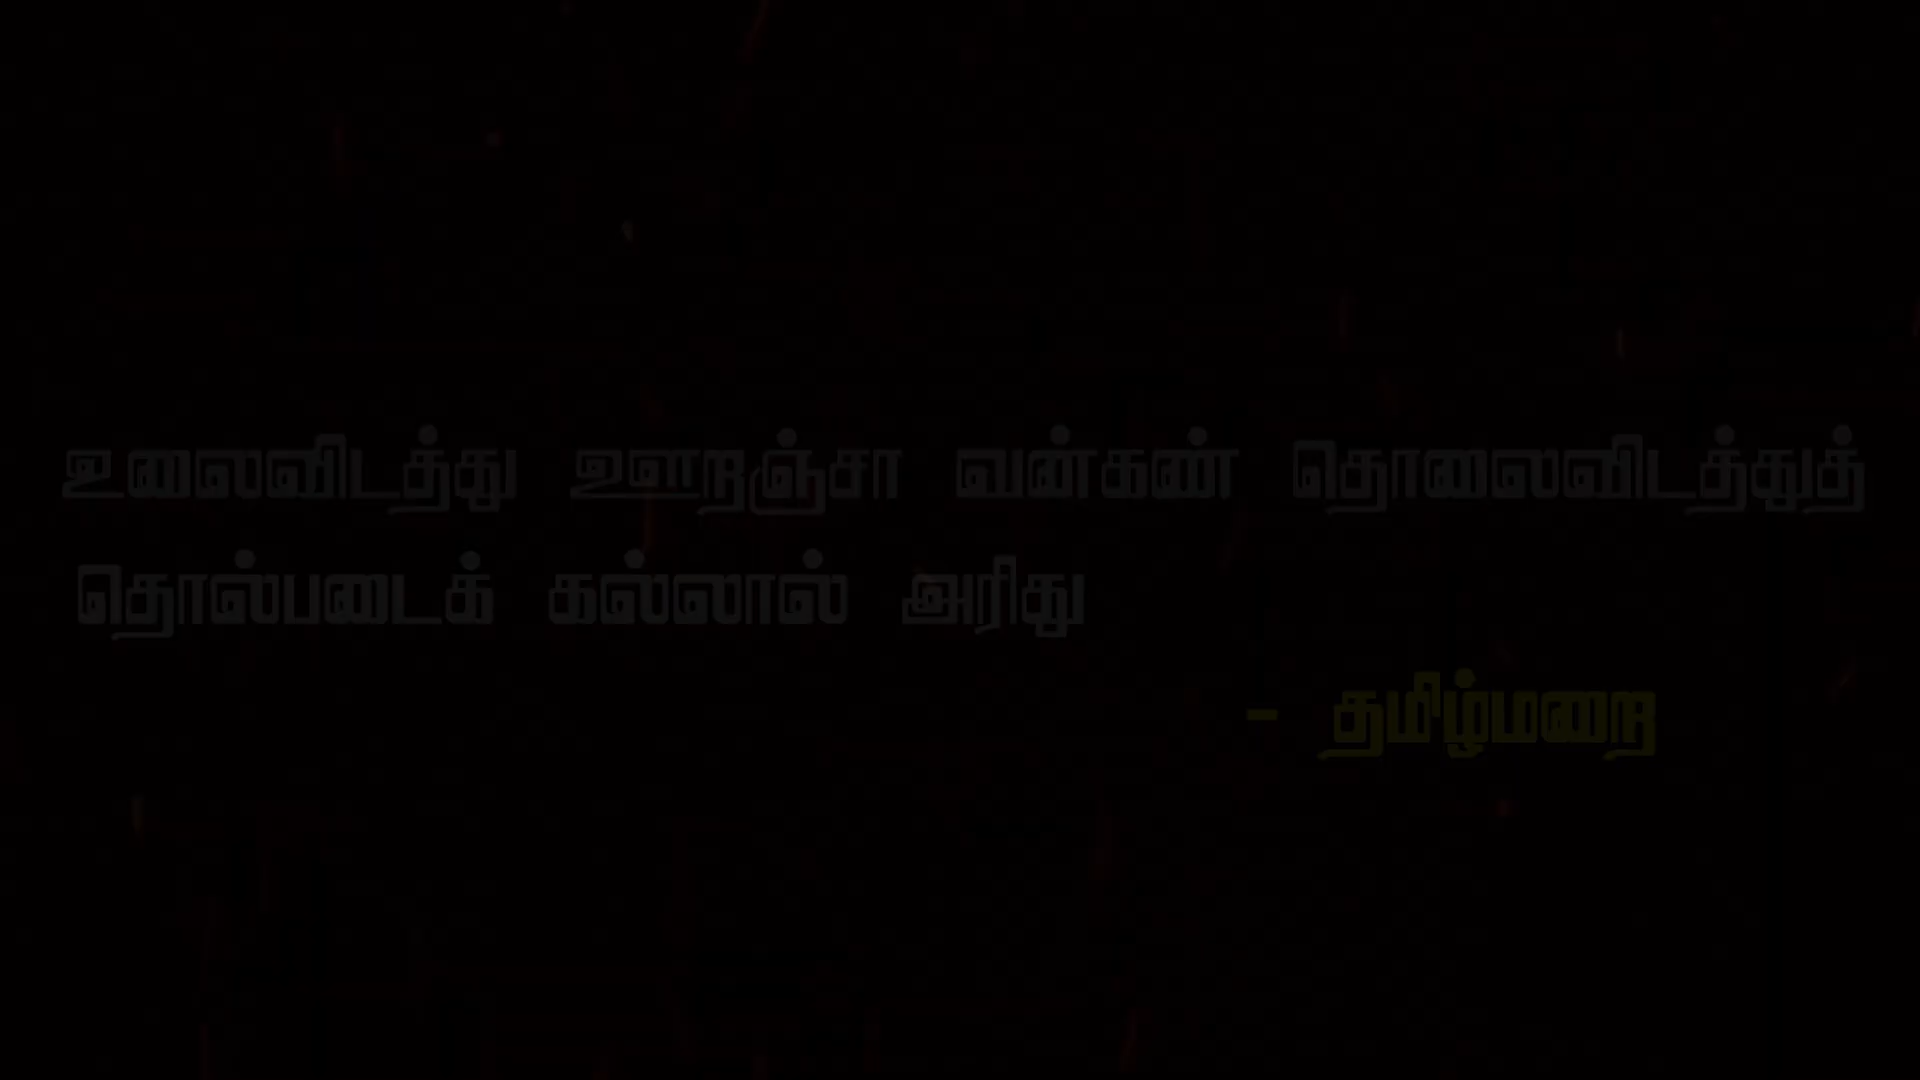 உலைவிடத்து ஊறஞ்சா வன்கண் தொலைவிடத்துத்
தொல்படைக் கல்லால் அரிது
- தமிழ்மறை